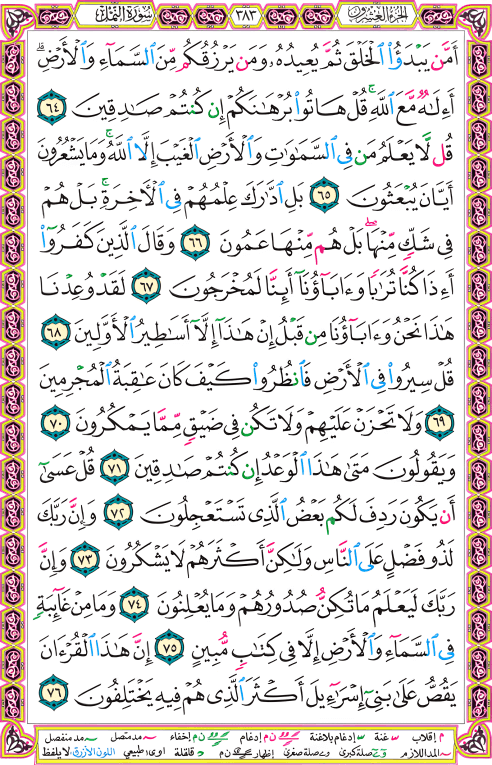 الجزء العشرون
٣٨٣
سورة النمل
أَمَّن يَبْدَؤُا۟ ٱلْخَلْقَ ثُمَّ يُعِيدُهُۥ وَمَن يَرْزُقُكُم مِّنَ ٱلسَّمَآءِ وَٱلْأَرْضِ ۗ
أَءِلَٰهٌ مَّعَ ٱللَّهِ ۚ قُلْ هَاتُوا۟ بُرْهَٰنَكُمْ إِن كُنتُمْ صَٰدِقِينَ ٦٤
قُل لَّا يَعْلَمُ مَن فِى ٱلسَّمَٰوَٰتِ وَٱلْأَرْضِ ٱلْغَيْبَ إِلَّا ٱللَّهُ ۚ وَمَا يَشْعُرُونَ
أَيَّانَ يُبْعَثُونَ ٦٥ بَلِ ٱدَّٰرَكَ عِلْمُهُمْ فِى ٱلْءَاخِرَةِ ۚ بَلْ هُمْ
فِى شَكٍّ مِّنْهَا ۖ بَلْ هُم مِّنْهَا عَمُونَ ٦٦ وَقَالَ ٱلَّذِينَ كَفَرُوٓا۟
أَءِذَا كُنَّا تُرَٰبًا وَءَابَآؤُنَآ أَئِنَّا لَمُخْرَجُونَ ٦٧ لَقَدْ وُعِدْنَا
هَٰذَا نَحْنُ وَءَابَآؤُنَا مِن قَبْلُ إِنْ هَٰذَآ إِلَّآ أَسَٰطِيرُ ٱلْأَوَّلِينَ ٦٨
قُلْ سِيرُوا۟ فِى ٱلْأَرْضِ فَٱنظُرُوا۟ كَيْفَ كَانَ عَٰقِبَةُ ٱلْمُجْرِمِينَ
٦٩ وَلَا تَحْزَنْ عَلَيْهِمْ وَلَا تَكُن فِى ضَيْقٍ مِّمَّا يَمْكُرُونَ ٧٠
وَيَقُولُونَ مَتَىٰ هَٰذَا ٱلْوَعْدُ إِن كُنتُمْ صَٰدِقِينَ ٧١ قُلْ عَسَىٰٓ
أَن يَكُونَ رَدِفَ لَكُم بَعْضُ ٱلَّذِى تَسْتَعْجِلُونَ ٧٢ وَإِنَّ رَبَّكَ
لَذُو فَضْلٍ عَلَى ٱلنَّاسِ وَلَٰكِنَّ أَكْثَرَهُمْ لَا يَشْكُرُونَ ٧٣ وَإِنَّ
رَبَّكَ لَيَعْلَمُ مَا تُكِنُّ صُدُورُهُمْ وَمَا يُعْلِنُونَ ٧٤ وَمَا مِنْ غَآئِبَةٍ
فِى ٱلسَّمَآءِ وَٱلْأَرْضِ إِلَّا فِى كِتَٰبٍ مُّبِينٍ ٧٥ إِنَّ هَٰذَا ٱلْقُرْءَانَ
يَقُصُّ عَلَىٰ بَنِىٓ إِسْرَٰٓءِيلَ أَكْثَرَ ٱلَّذِى هُمْ فِيهِ يَخْتَلِفُونَ ٧٦
م إقلاب غنة إدغام بلاغنة ن م إدغام ن م إخفاء مد متصل مد منفصل
المد اللازم صلة كبرى صلة صغرى إظهار ن م قلقلة اوى: طبيعي اللون الأزرق: لا يلفظ